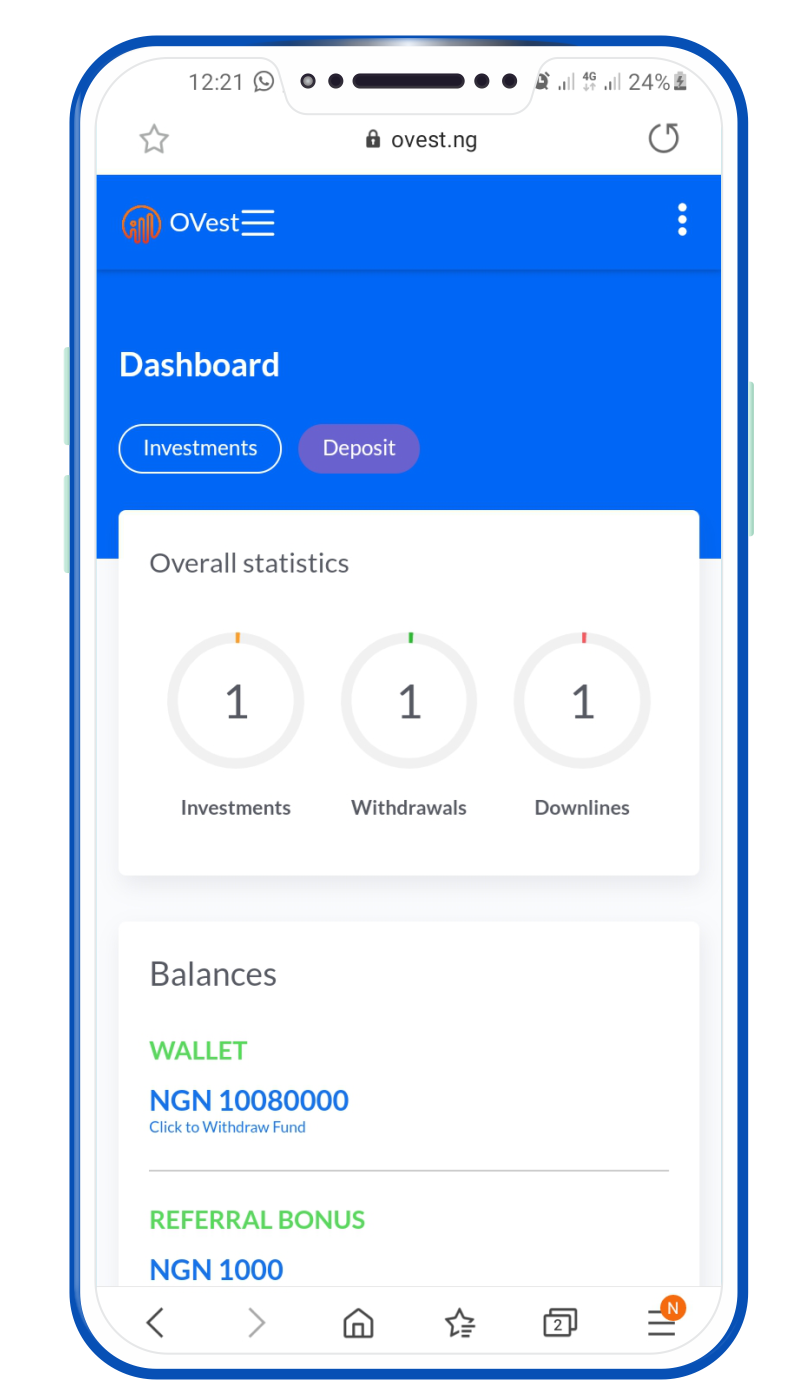 12:21 4G 24%
ovest.ng
OVest
Dashboard
Investments Deposit
Overall statistics
1 1 1
Investments Withdrawals Downlines
Balances
WALLET
NGN 10080000
Click to Withdraw Fund
REFERRAL BONUS
NGN 1000
2 N